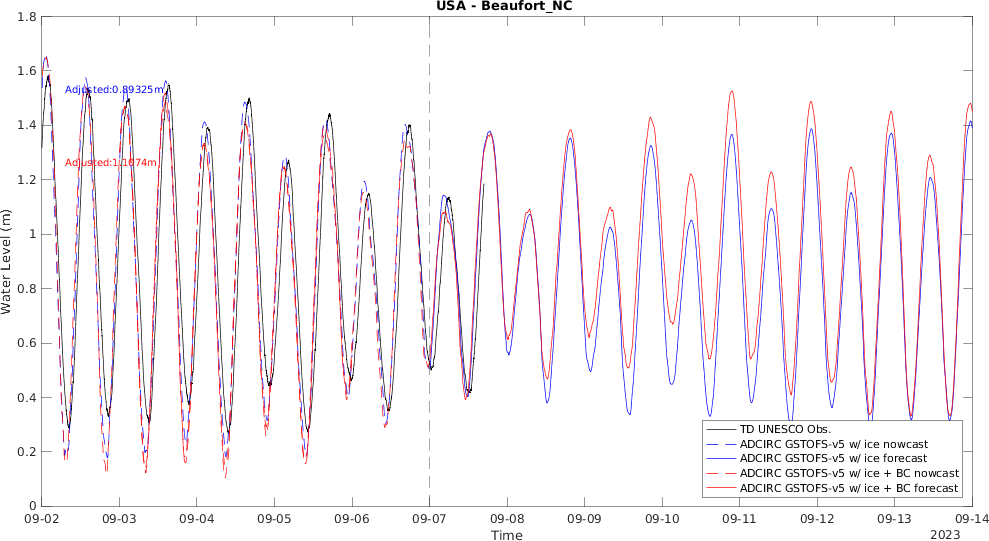 USA - Beaufort_NC
1.8
1.6
1.4
1.2
1
0.8
0.6
0.4
0.2
0
Water Level (m)
Adjusted:0.89325m
Adjusted:1.1674m
TD UNESCO Obs.
ADCIRC GSTOFS-v5 w/ ice nowcast
ADCIRC GSTOFS-v5 w/ ice forecast
ADCIRC GSTOFS-v5 w/ ice + BC nowcast
ADCIRC GSTOFS-v5 w/ ice + BC forecast
09-02 09-03 09-04 09-05 09-06 09-07 09-08 09-09 09-10 09-11 09-12 09-13 09-14
Time
2023